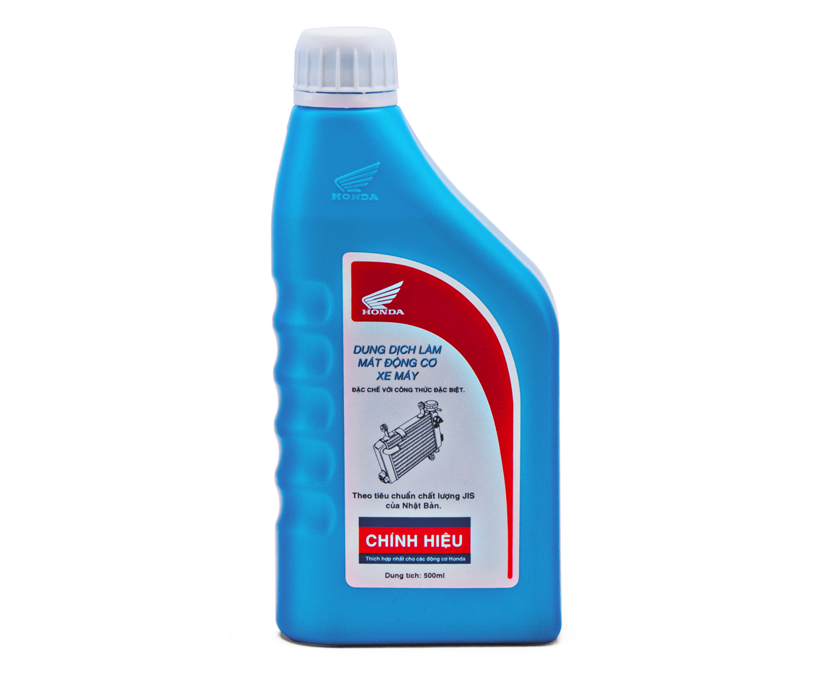 HONDA
HONDA
DUNG DỊCH LÀM
MÁT ĐỘNG CƠ
XE MÁY
ĐẶC CHẾ VỚI CÔNG THỨC ĐẶC BIỆT.
Theo tiêu chuẩn chất lượng JIS
của Nhật Bản.
CHÍNH HIỆU
Thích hợp nhất cho các động cơ Honda
Dung tích: 500ml